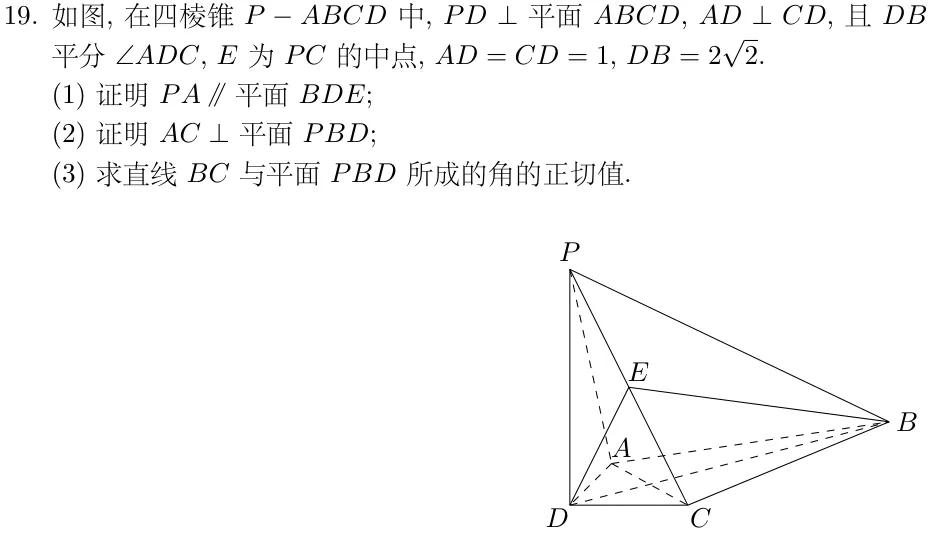 19. 如图, 在四棱锥 P − ABCD 中, PD ⊥ 平面 ABCD, AD ⊥ CD, 且 DB
平分 ∠ADC, E 为 PC 的中点, AD = CD = 1, DB = 2√2.
(1) 证明 PA ∥ 平面 BDE;
(2) 证明 AC ⊥ 平面 PBD;
(3) 求直线 BC 与平面 PBD 所成的角的正切值.
P
E
B
A
D
C